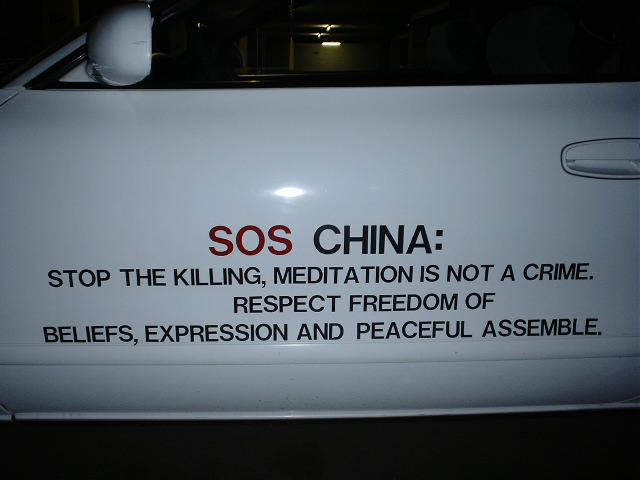 SOS CHINA:
STOP THE KILLING, MEDITATION IS NOT A CRIME.
RESPECT FREEDOM OF
BELIEFS, EXPRESSION AND PEACEFUL ASSEMBLE.